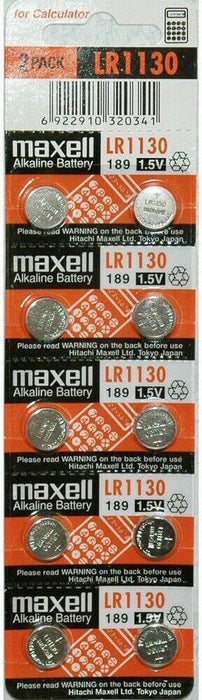 for Calculator
2 PACK LR1130
6 922910 320341
maxell LR1130
Alkaline Battery 189 1.5V
Please read WARNING on the back before use.
Hitachi Maxell Ltd. Tokyo Japan
maxell LR1130
Alkaline Battery 189 1.5V
Please read WARNING on the back before use.
Hitachi Maxell Ltd. Tokyo Japan
maxell LR1130
Alkaline Battery 189 1.5V
Please read WARNING on the back before use.
Hitachi Maxell Ltd. Tokyo Japan
maxell LR1130
Alkaline Battery 189 1.5V
Please read WARNING on the back before use.
Hitachi Maxell Ltd. Tokyo Japan
maxell LR1130
Alkaline Battery 189 1.5V
Please read WARNING on the back before use.
Hitachi Maxell Ltd. Tokyo Japan